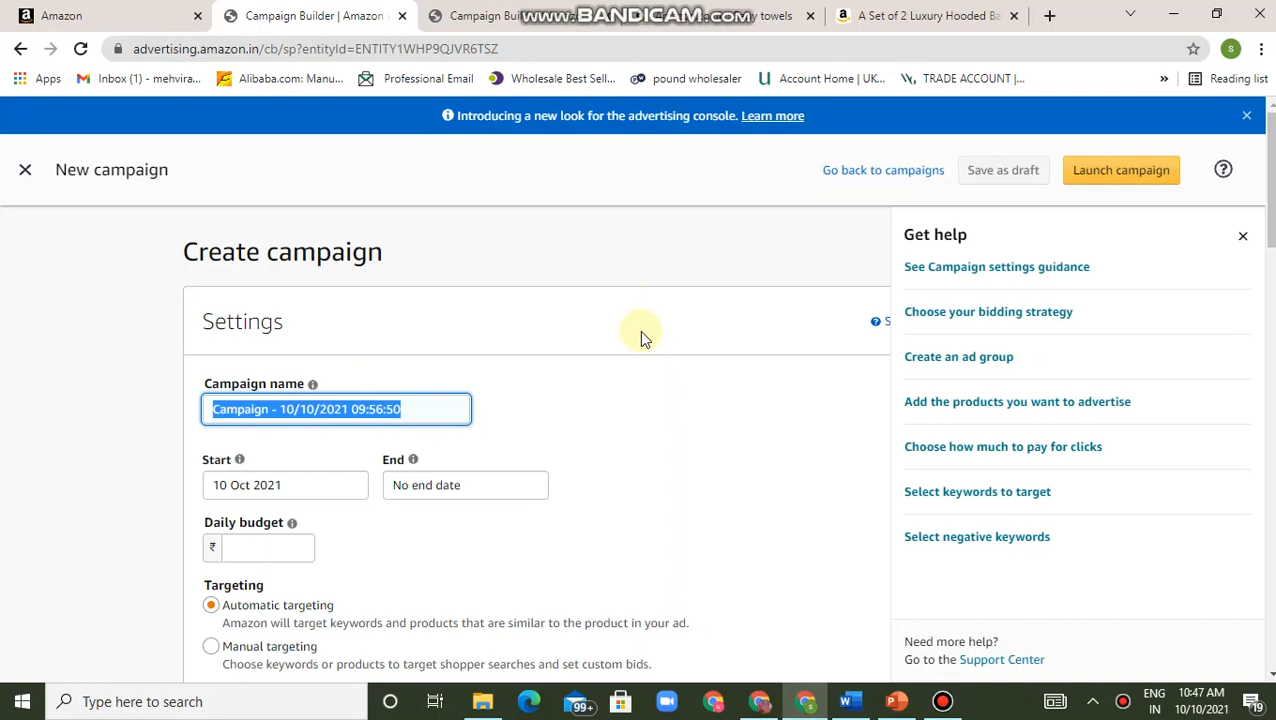 Amazon
Campaign Builder | Amazon
Campaign Bui
www.BANDICAM.com
y towels
A Set of 2 Luxury Hooded Ba
advertising.amazon.in/cb/sp?entityId=ENTITY1WHP9QJVR6TSZ
Apps
Inbox (1) - mehvira...
Alibaba.com: Manu...
Professional Email
Wholesale Best Sell...
pound wholesaler
Account Home | UK...
TRADE ACCOUNT |...
Reading list
Introducing a new look for the advertising console. Learn more
New campaign
Go back to campaigns
Save as draft
Launch campaign
Create campaign
Get help
See Campaign settings guidance
Settings
S
Choose your bidding strategy
Create an ad group
Campaign name
Campaign - 10/10/2021 09:56:50
Add the products you want to advertise
Choose how much to pay for clicks
Start
End
10 Oct 2021
No end date
Select keywords to target
Daily budget
₹
Select negative keywords
Targeting
Automatic targeting
Amazon will target keywords and products that are similar to the product in your ad.
Manual targeting
Choose keywords or products to target shopper searches and set custom bids.
Need more help?
Go to the Support Center
Type here to search
99+
ENG
IN
10:47 AM
10/10/2021
19